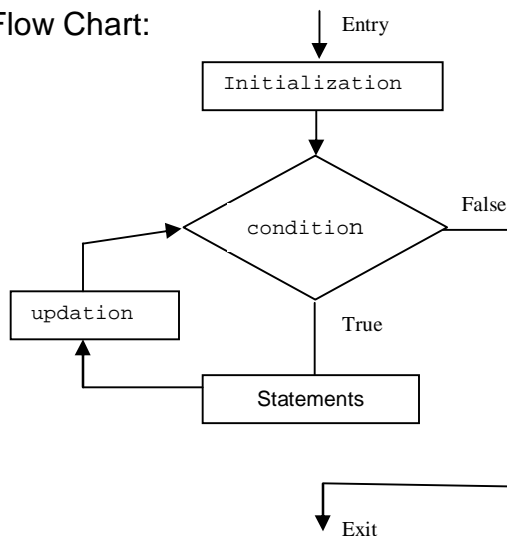 Flow Chart:
Entry
Initialization
condition
False
updation
True
Statements
Exit